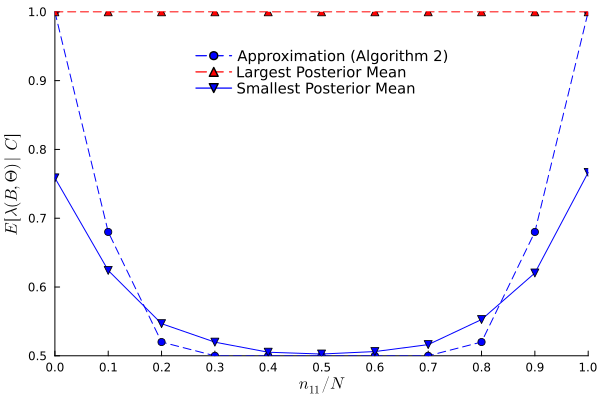 1.0
0.9
0.8
0.7
0.6
0.5
E[λ(B, Θ) | C]
Approximation (Algorithm 2)
Largest Posterior Mean
Smallest Posterior Mean
0.0 0.1 0.2 0.3 0.4 0.5 0.6 0.7 0.8 0.9 1.0
n₁₁/N